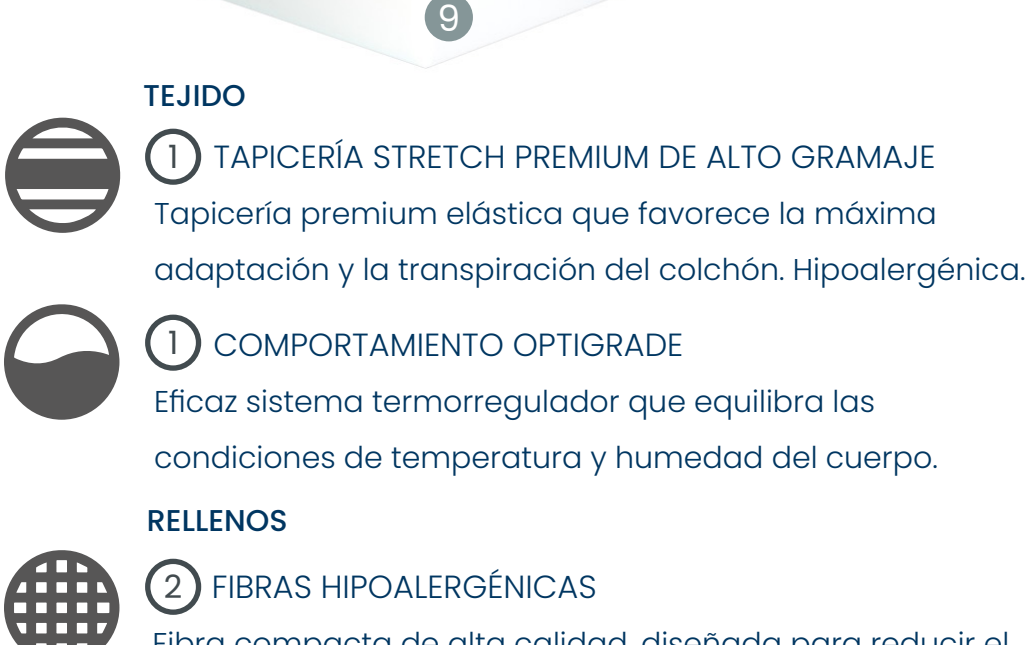 9
TEJIDO
1 TAPICERÍA STRETCH PREMIUM DE ALTO GRAMAJE
Tapicería premium elástica que favorece la máxima
adaptación y la transpiración del colchón. Hipoalergénica.
1 COMPORTAMIENTO OPTIGRADE
Eficaz sistema termorregulador que equilibra las
condiciones de temperatura y humedad del cuerpo.
RELLENOS
2 FIBRAS HIPOALERGÉNICAS
Fibra compacta de alta calidad, diseñada para reducir el